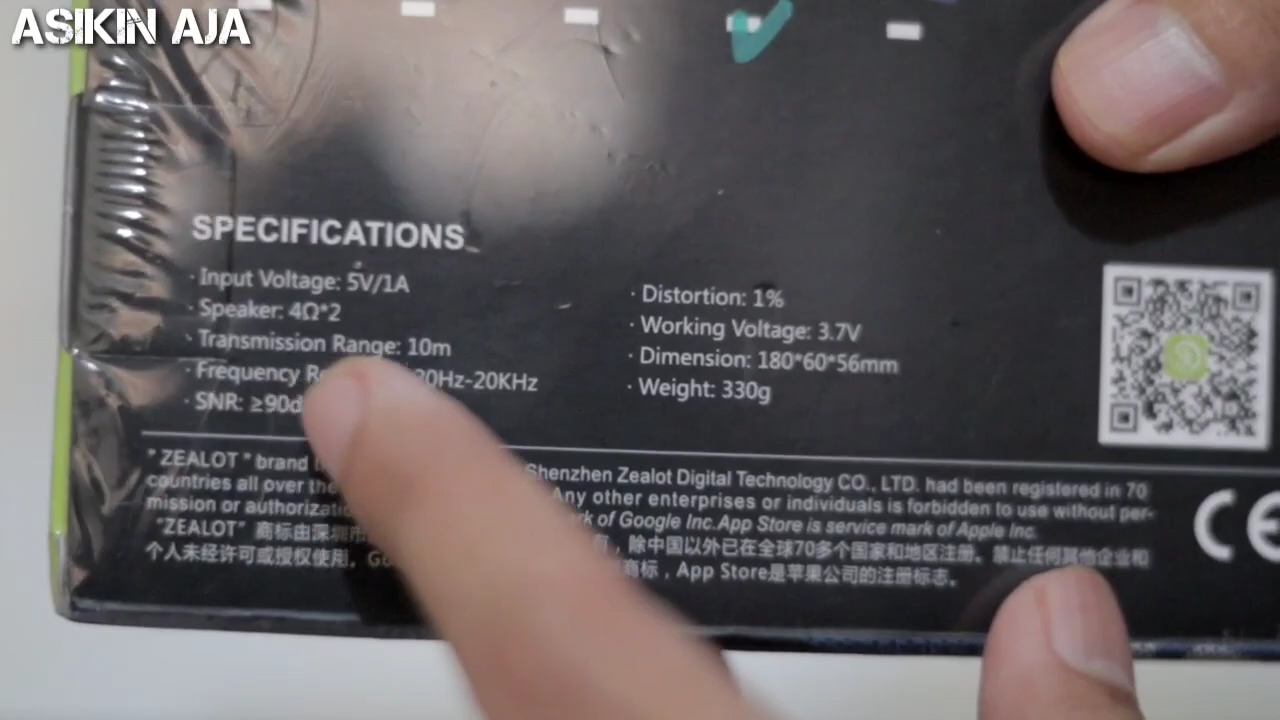 ASIKIN AJA
SPECIFICATIONS
· Input Voltage: 5V/1A
· Speaker: 4Ω*2
· Transmission Range: 10m
· Frequency 20Hz-20KHz
· SNR: ≥90d
· Distortion: 1%
· Working Voltage: 3.7V
· Dimension: 180*60*56mm
· Weight: 330g
"ZEALOT" brand Shenzhen Zealot Digital Technology CO., LTD. had been registered in 70
countries all over the Any other enterprises or individuals is forbidden to use without per-
mission or of Google Inc.App Store is service mark of Apple Inc.
"ZEALOT" 商标由深圳市 , 除中国以外已在全球70多个国家和地区注册。禁止任何其他企业和
个人未经许可或授权使用。 商标，App Store是苹果公司的注册标志。
CE